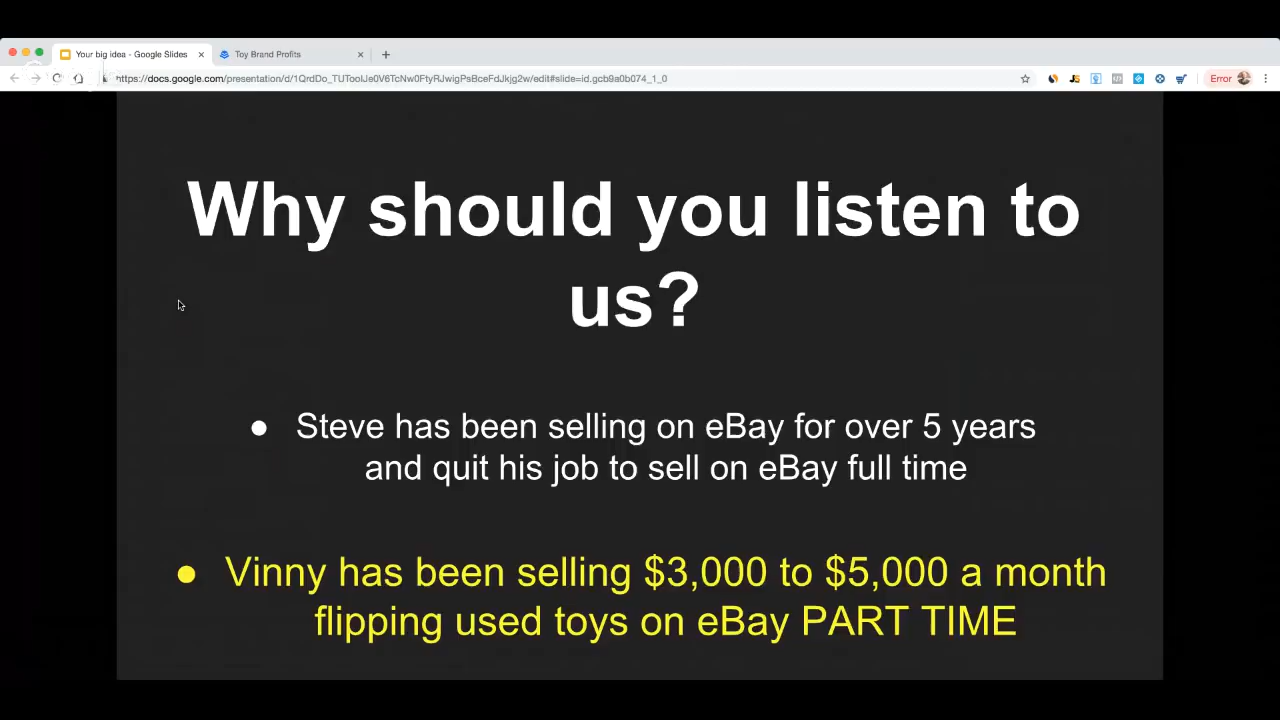 Your big idea - Google Slides
Toy Brand Profits
https://docs.google.com/presentation/d/1QrdDo_TUTooIJe0V6TcNw0FtyRJwigPsBceFdJkjg2w/edit#slide=id.gcb9a0b074_1_0
Error
Why should you listen to
us?
● Steve has been selling on eBay for over 5 years
and quit his job to sell on eBay full time
● Vinny has been selling $3,000 to $5,000 a month
flipping used toys on eBay PART TIME